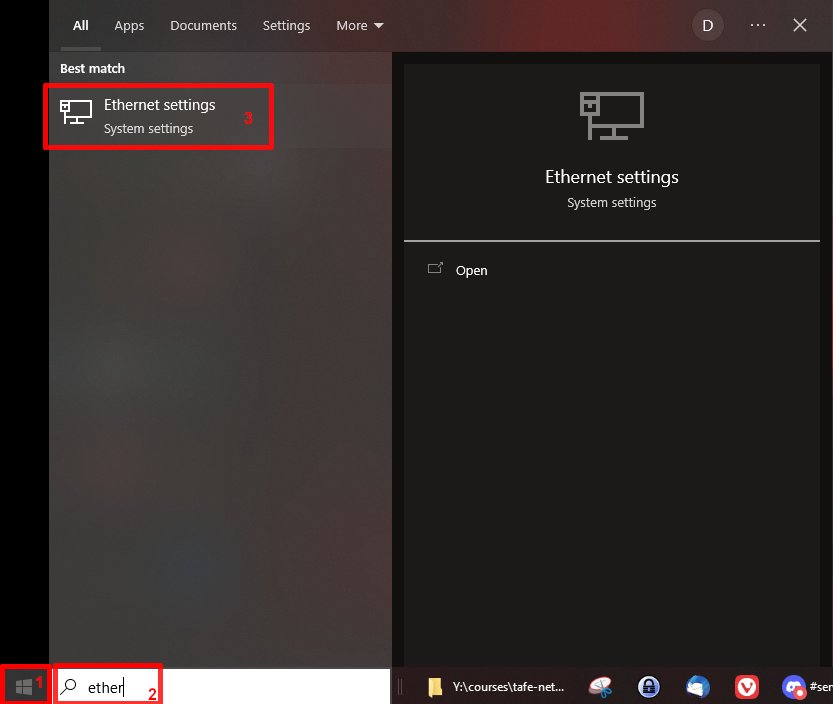 All Apps Documents Settings More D ...
Best match
Ethernet settings
System settings
3
Ethernet settings
System settings
Open
1
ether 2
Y:\courses\tafe-net...
#ser